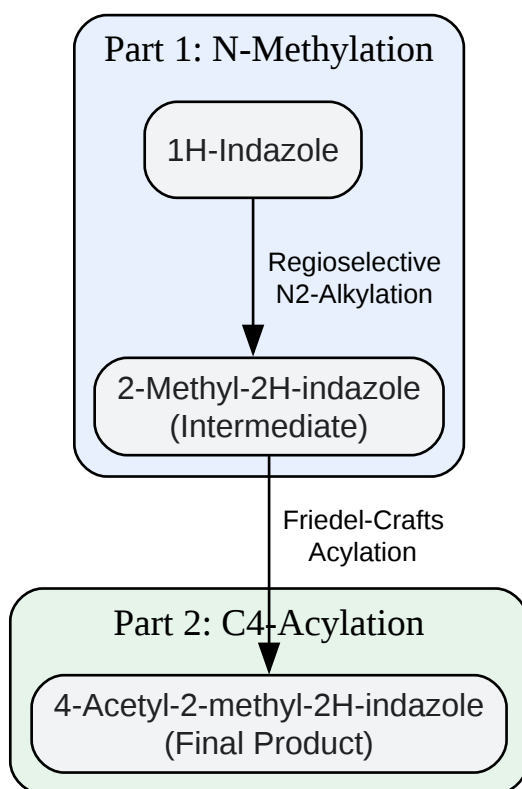 Part 1: N-Methylation
1H-Indazole
Regioselective
N2-Alkylation
2-Methyl-2H-indazole
(Intermediate)
Friedel-Crafts
Acylation
Part 2: C4-Acylation
4-Acetyl-2-methyl-2H-indazole
(Final Product)